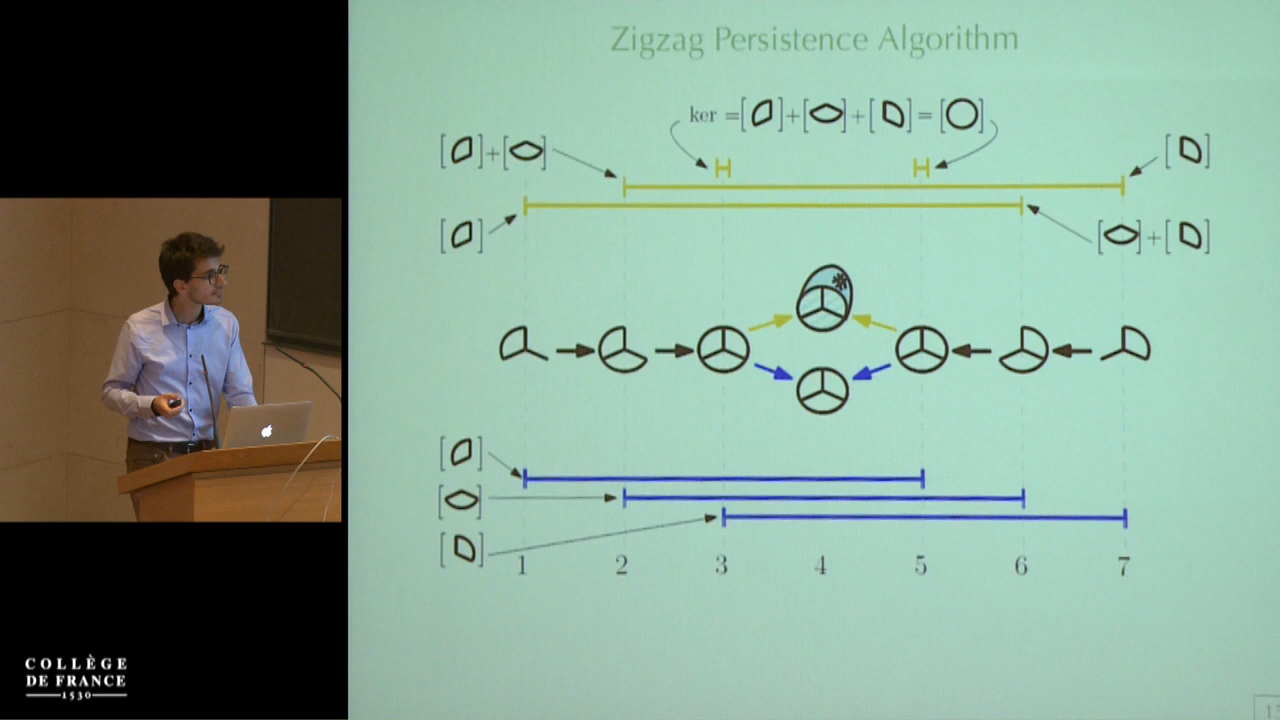 Zigzag Persistence Algorithm
ker =[ ]+[ ]+[ ]=[ ]
[ ]+[ ]
[ ]
[ ]
[ ]+[ ]
*
[ ]
[ ]
[ ]
1 2 3 4 5 6 7
COLLÈGE
DE FRANCE
1530